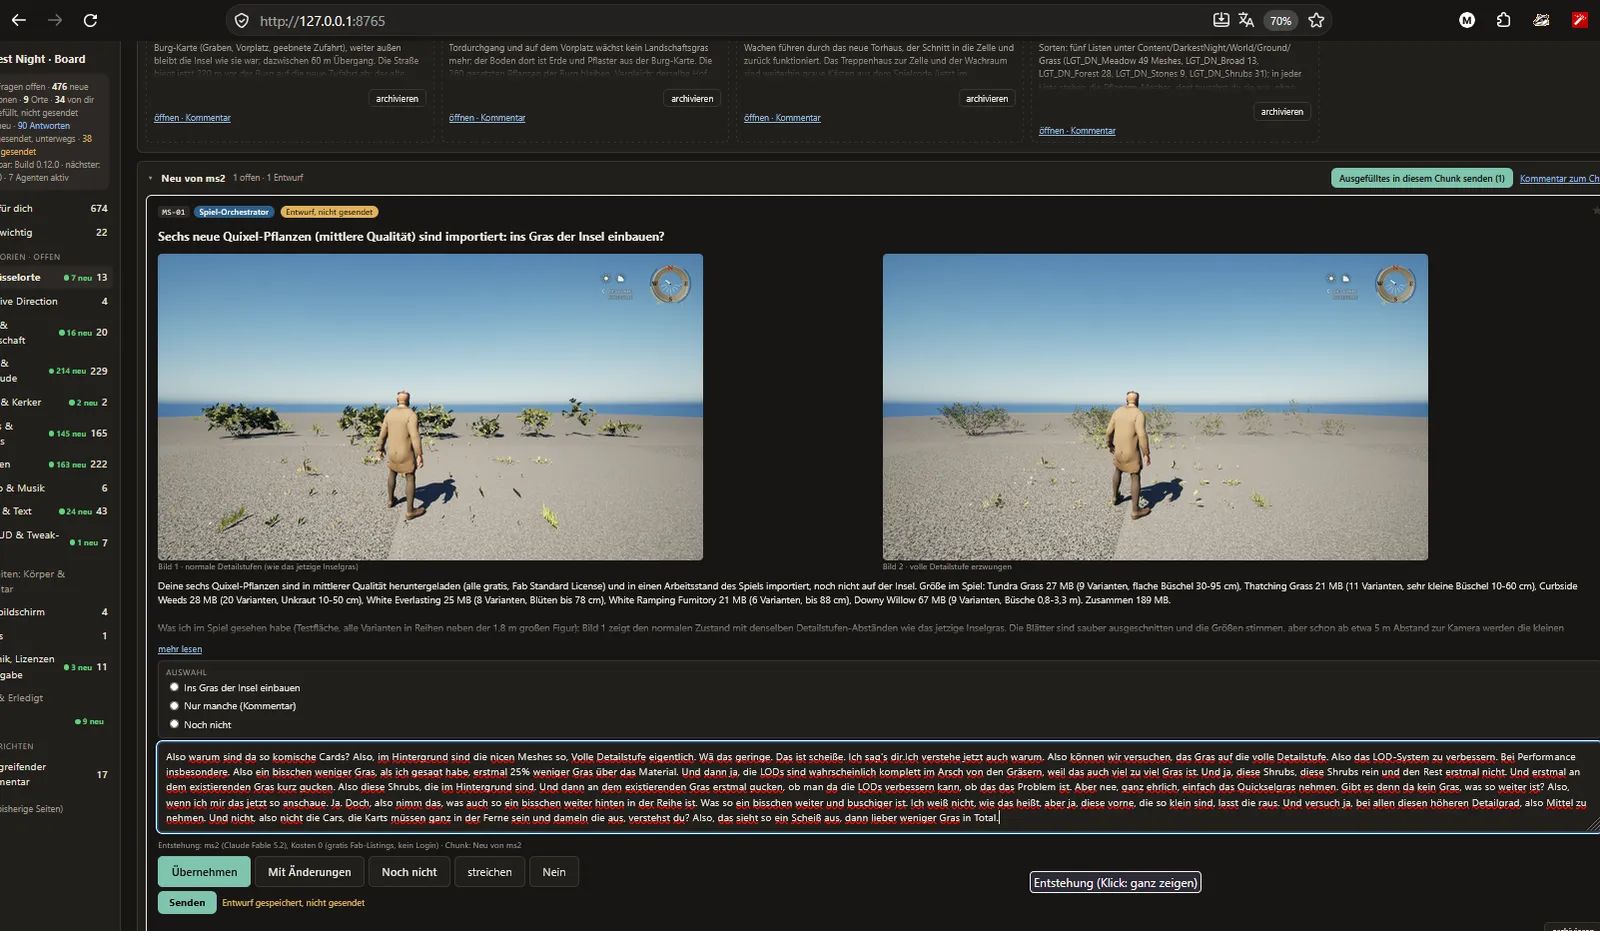 http://127.0.0.1:8765
70%
est Night · Board
Fragen offen · 476 neue
onen · 9 Orte · 34 von dir
efüllt, nicht gesendet
neu · 90 Antworten
esendet, unterwegs · 38
gesendet
bar: Build 0.12.0 · nächster:
0 · 7 Agenten aktiv
für dich 674
wichtig 22
ORIEN · OFFEN
üsselorte 7 neu 13
ive Direction 4
& 16 neu 20
schaft
& 214 neu 229
ude
& Kerker 2 neu 2
s & 145 neu 165
s
en 163 neu 222
o & Musik 6
& Text 24 neu 43
UD & Tweak- 1 neu 7
eiten: Körper &
tar
bildschirm 4
s 1
nik, Lizenzen 3 neu 11
gabe
& Erledigt
9 neu
RICHTEN
greifender 17
mentar
bisherige Seiten)
Burg-Karte (Graben, Vorplatz, geebnete Zufahrt), weiter außen
bleibt die Insel wie sie war; dazwischen 60 m Übergang. Die Straße
archivieren
öffnen · Kommentar
Tordurchgang und auf dem Vorplatz wächst kein Landschaftsgras
mehr; der Boden dort ist Erde und Pflaster aus der Burg-Karte. Die
archivieren
öffnen · Kommentar
Wachen führen durch das neue Torhaus, der Schnitt in die Zelle und
zurück funktioniert. Das Treppenhaus zur Zelle und der Wachraum
archivieren
öffnen · Kommentar
Sorten: fünf Listen unter Content/DarkestNight/World/Ground/
Grass (LGT_DN_Meadow 49 Meshes, LGT_DN_Broad 13,
LGT_DN_Forest 28, LGT_DN_Stones 9, LGT_DN_Shrubs 31); in jeder
archivieren
öffnen · Kommentar
Neu von ms2 1 offen · 1 Entwurf
Ausgefülltes in diesem Chunk senden (1) Kommentar zum Ch
MS-01 Spiel-Orchestrator Entwurf, nicht gesendet
Sechs neue Quixel-Pflanzen (mittlere Qualität) sind importiert: ins Gras der Insel einbauen?
Bild 1 · normale Detailstufen (wie das jetzige Inselgras)
Bild 2 · volle Detailstufe erzwungen
Deine sechs Quixel-Pflanzen sind in mittlerer Qualität heruntergeladen (alle gratis, Fab Standard License) und in einen Arbeitsstand des Spiels importiert, noch nicht auf der Insel. Größe im Spiel: Tundra Grass 27 MB (9 Varianten, flache Büschel 30-95 cm), Thatching Grass 21 MB (11 Varianten, sehr kleine Büschel 10-60 cm), Curbside
Weeds 28 MB (20 Varianten, Unkraut 10-50 cm), White Everlasting 25 MB (8 Varianten, Blüten bis 78 cm), White Ramping Fumitory 21 MB (6 Varianten, bis 88 cm), Downy Willow 67 MB (9 Varianten, Büsche 0,8-3,3 m). Zusammen 189 MB.
Was ich im Spiel gesehen habe (Testfläche, alle Varianten in Reihen neben der 1,8 m großen Figur): Bild 1 zeigt den normalen Zustand mit denselben Detailstufen-Abständen wie das jetzige Inselgras. Die Blätter sind sauber ausgeschnitten und die Größen stimmen, aber schon ab etwa 5 m Abstand zur Kamera werden die kleinen
mehr lesen
AUSWAHL
Ins Gras der Insel einbauen
Nur manche (Kommentar)
Noch nicht
Also warum sind da so komische Cards? Also, im Hintergrund sind die nicen Meshes so, Volle Detailstufe eigentlich. Wä das geringe. Das ist scheiße. Ich sag's dir.Ich verstehe jetzt auch warum. Also können wir versuchen, das Gras auf die volle Detailstufe. Also das LOD-System zu verbessern. Bei Performance
insbesondere. Also ein bisschen weniger Gras, als ich gesagt habe, erstmal 25% weniger Gras über das Material. Und dann ja, die LODs sind wahrscheinlich komplett im Arsch von den Gräsern, weil das auch viel zu viel Gras ist. Und ja, diese Shrubs, diese Shrubs rein und den Rest erstmal nicht. Und erstmal an
dem existierenden Gras kurz gucken. Also diese Shrubs, die im Hintergrund sind. Und dann an dem existierenden Gras erstmal gucken, ob man da die LODs verbessern kann, ob das das Problem ist. Aber nee, ganz ehrlich, einfach das Quickselgras nehmen. Gibt es denn da kein Gras, was so weiter ist? Also,
wenn ich mir das jetzt so anschaue. Ja. Doch, also nimm das, was auch so ein bisschen weiter hinten in der Reihe ist. Was so ein bisschen weiter und buschiger ist. Ich weiß nicht, wie das heißt, aber ja, diese vorne, die so klein sind, lasst die raus. Und versuch ja, bei allen diesen höheren Detailgrad, also Mittel zu
nehmen. Und nicht, also nicht die Cars, die Karts müssen ganz in der Ferne sein und dameln die aus, verstehst du? Also, das sieht so ein Scheiß aus, dann lieber weniger Gras in Total.
Entstehung: ms2 (Claude Fable 5.2), Kosten 0 (gratis Fab-Listings, kein Login) · Chunk: Neu von ms2
Übernehmen Mit Änderungen Noch nicht streichen Nein
Entstehung (Klick: ganz zeigen)
Senden Entwurf gespeichert, nicht gesendet